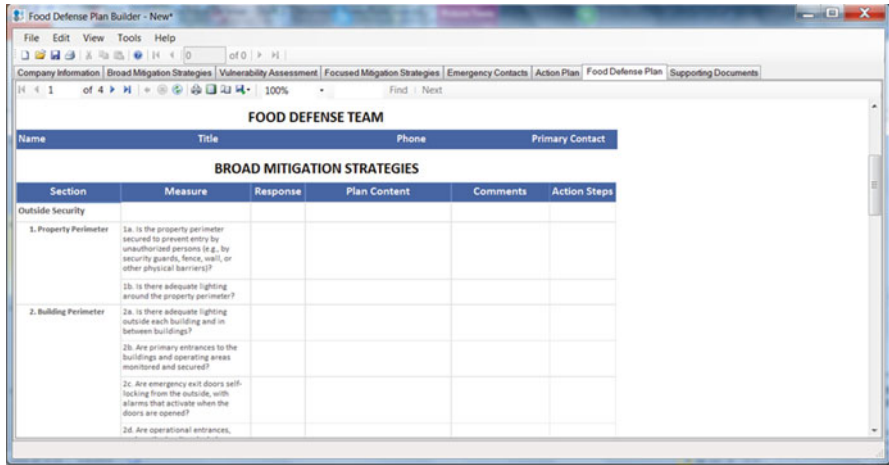 Food Defense Plan Builder - New*
File Edit View Tools Help
0 of 0
Company Information Broad Mitigation Strategies Vulnerability Assessment Focused Mitigation Strategies Emergency Contacts Action Plan Food Defense Plan Supporting Documents
1 of 4 100% Find | Next
FOOD DEFENSE TEAM
Name Title Phone Primary Contact
BROAD MITIGATION STRATEGIES
Section Measure Response Plan Content Comments Action Steps
Outside Security
1. Property Perimeter
1a. Is the property perimeter
secured to prevent entry by
unauthorized persons (e.g., by
security guards, fence, wall, or
other physical barriers)?
1b. Is there adequate lighting
around the property perimeter?
2. Building Perimeter
2a. Is there adequate lighting
outside each building and in
between buildings?
2b. Are primary entrances to the
buildings and operating areas
monitored and secured?
2c. Are emergency exit doors self-
locking from the outside, with
alarms that activate when the
doors are opened?
2d. Are operational entrances,